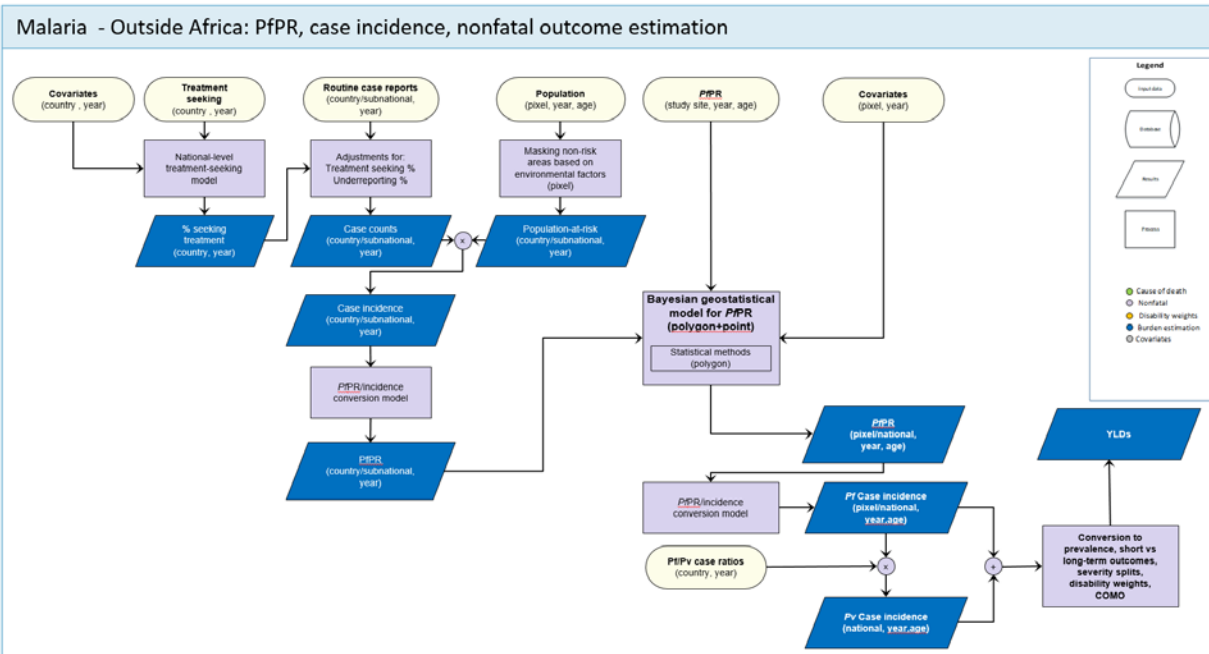 Malaria - Outside Africa: PfPR, case incidence, nonfatal outcome estimation
Covariates
(country , year)
Treatment
seeking
(country , year)
Routine case reports
(country/subnational,
year)
Population
(pixel, year, age)
PfPR
(study site, year, age)
Covariates
(pixel, year)
Legend
Input data
Database
Results
Process
Cause of death
Nonfatal
Disability weights
Burden estimation
Covariates
National-level
treatment-seeking
model
Adjustments for:
Treatment seeking %
Underreporting %
Masking non-risk
areas based on
environmental factors
(pixel)
% seeking
treatment
(country, year)
Case counts
(country/subnational,
year)
x
Population-at-risk
(country/subnational,
year)
Case incidence
(country/subnational,
year)
Bayesian geostatistical
model for PfPR
(polygon+point)
Statistical methods
(polygon)
PfPR/incidence
conversion model
PfPR
(country/subnational,
year)
PfPR
(pixel/national,
year, age)
YLDs
PfPR/incidence
conversion model
Pf Case incidence
(pixel/national,
year,age)
Pf/Pv case ratios
(country, year)
x
+
Conversion to
prevalence, short vs
long-term outcomes,
severity splits,
disability weights,
COMO
Pv Case incidence
(national, year,age)